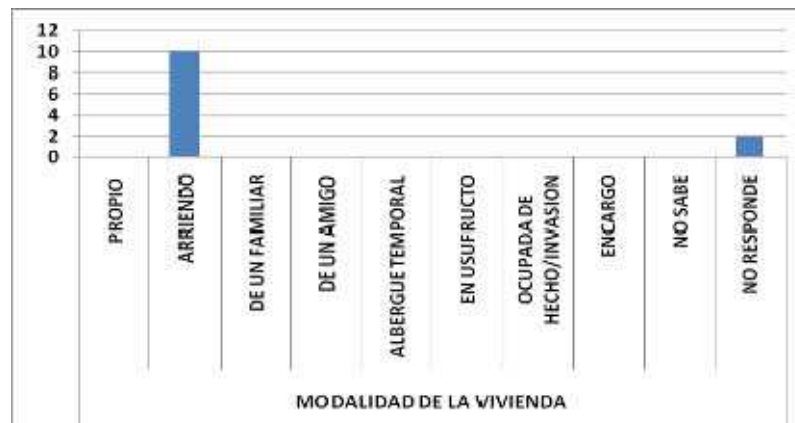 12
10
8
6
4
2
0
PROPIO
ARRIENDO
DE UN FAMILIAR
DE UN AMIGO
ALBERGUE TEMPORAL
EN USUFRUCTO
OCUPADA DE
HECHO/INVASION
ENCARGO
NO SABE
NO RESPONDE
MODALIDAD DE LA VIVIENDA